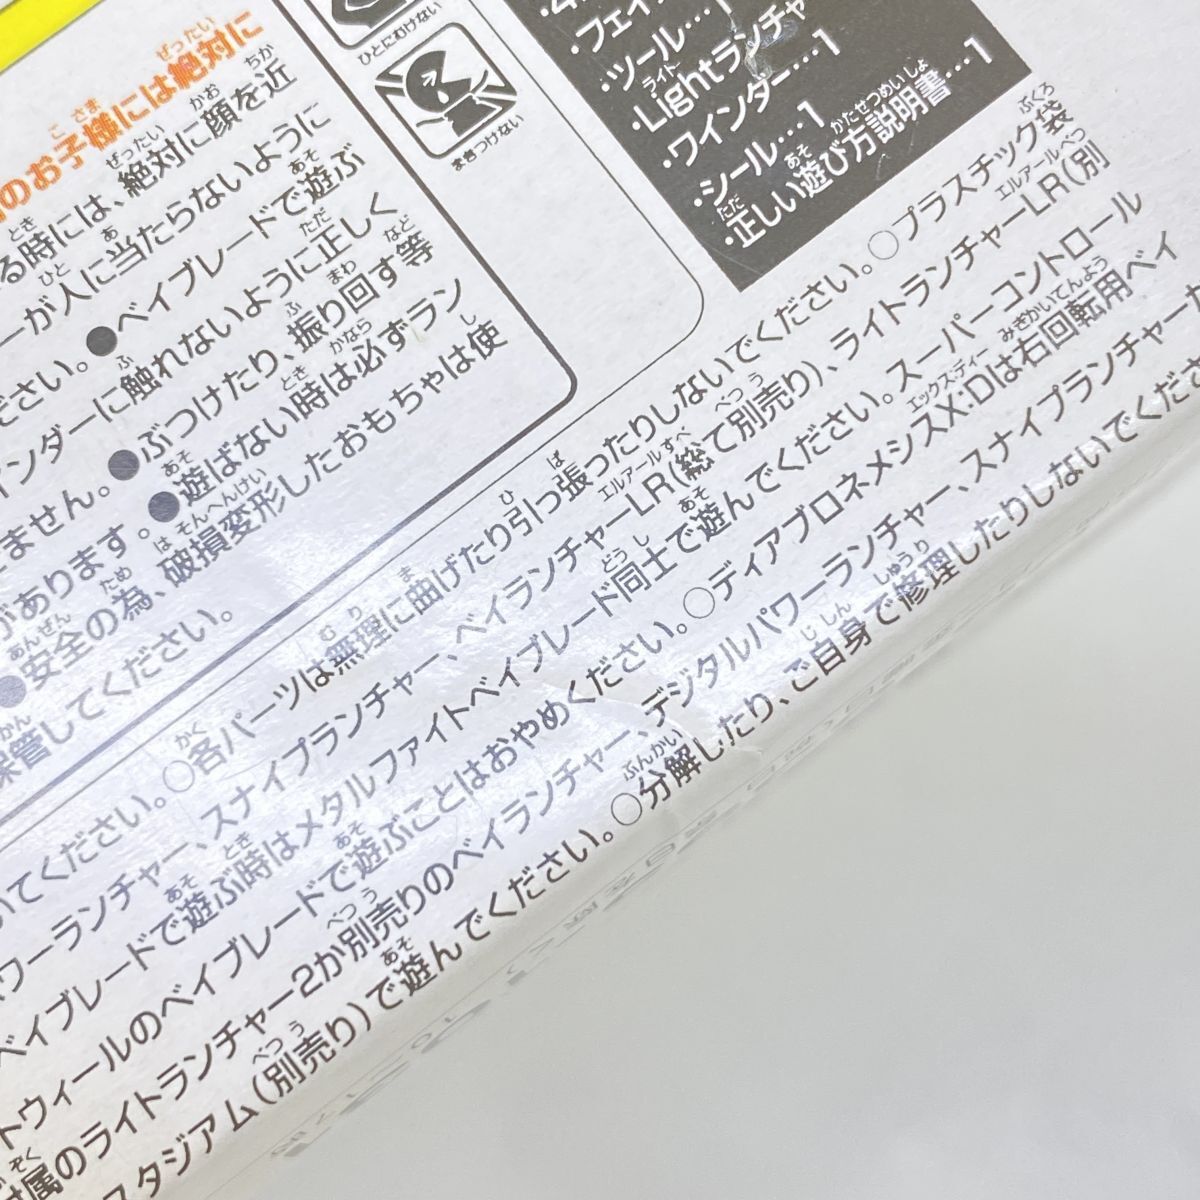 のお子様には絶対に
る時には、絶対に顔を近
ーが人に当たらないように
ださい。●ベイブレードで遊ぶ
インダーに触れないように正しく
ません。●ぶつけたり、振り回す等
があります。●遊ばない時は必ずラン
●安全の為、破損変形したおもちゃは使
保管してください。
ひとにむけない
まきつけない
・フェイ
・ツール…1
・Lightランチャ
・ワインダー…1
・シール…1
・正しい遊び方説明書…1
いてください。○各パーツは無理に曲げたり引っ張ったりしないでください。○プラスチック袋
ワーランチャー、スナイプランチャー、ベイランチャーLR(総て別売り)、ライトランチャーLR(別
ベイブレードで遊ぶ時はメタルファイトベイブレード同士で遊んでください。スーパーコントロール
トウィールのベイブレードで遊ぶことはおやめください。○ディアブロネメシスX:Dは右回転用ベイ
付属のライトランチャー2か別売りのベイランチャー、デジタルパワーランチャー、スナイプランチャーか
スタジアム(別売り)で遊んでください。○分解したり、ご自身で修理したりしないでくださ